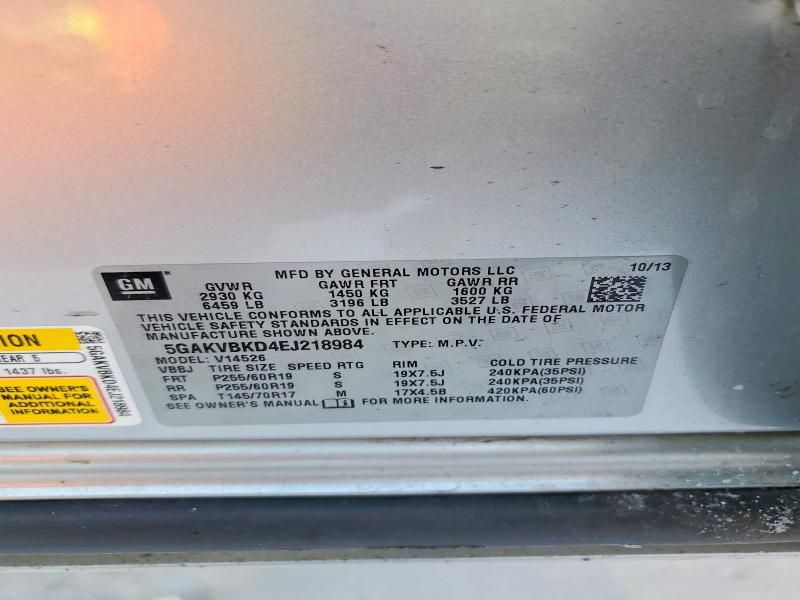 GM
MFD BY GENERAL MOTORS LLC
10/13
GVWR GAWR FRT GAWR RR
2930 KG 1450 KG 1600 KG
6459 LB 3196 LB 3527 LB
THIS VEHICLE CONFORMS TO ALL APPLICABLE U.S. FEDERAL MOTOR
VEHICLE SAFETY STANDARDS IN EFFECT ON THE DATE OF
MANUFACTURE SHOWN ABOVE.
5GAKVBKD4EJ218984 TYPE: M.P.V.
MODEL: V14526
VBBJ TIRE SIZE SPEED RTG RIM COLD TIRE PRESSURE
FRT P255/60R19 S 19X7.5J 240KPA(35PSI)
RR P255/60R19 S 19X7.5J 240KPA(35PSI)
SPA T145/70R17 M 17X4.5B 420KPA(60PSI)
SEE OWNER'S MANUAL FOR MORE INFORMATION.
TION
EAR 5
1437 lbs.
SEE OWNER'S
MANUAL FOR
ADDITIONAL
INFORMATION
5GAKVBKD4EJ218984